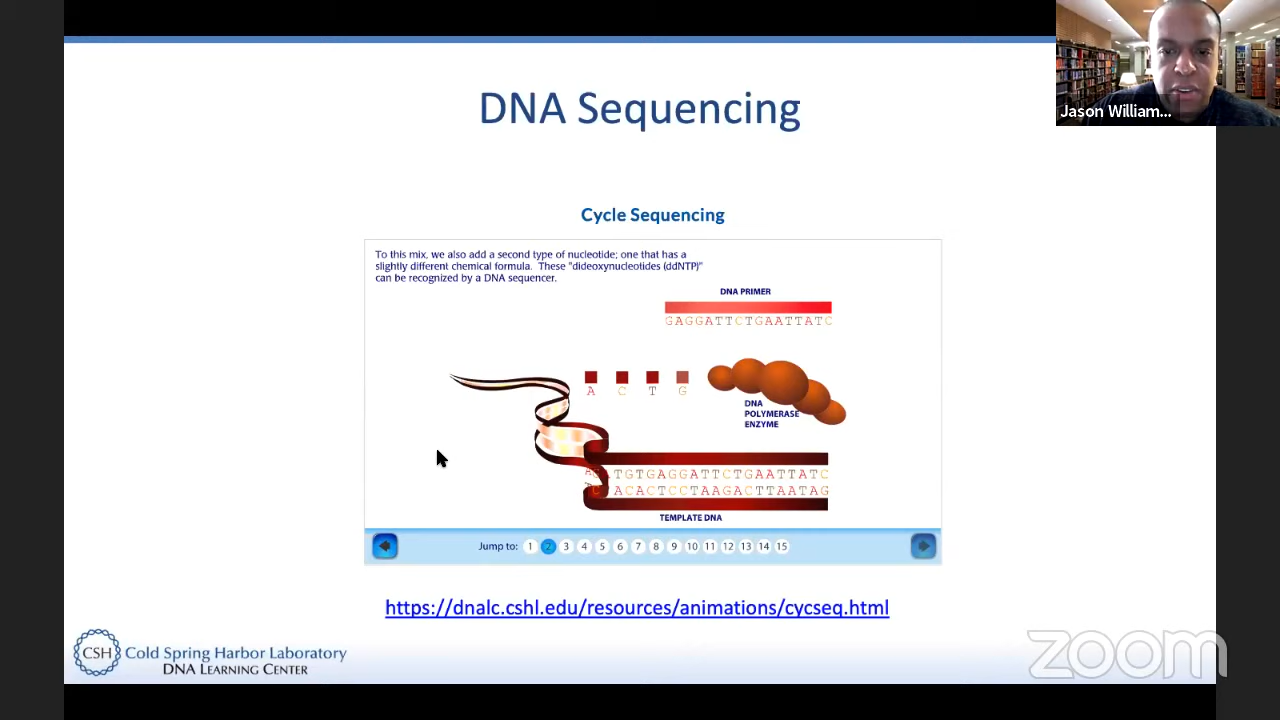 DNA Sequencing
Jason William...
Cycle Sequencing
To this mix, we also add a second type of nucleotide; one that has a
slightly different chemical formula. These "dideoxynucleotides (ddNTP)"
can be recognized by a DNA sequencer.
DNA PRIMER
GAGGATTCTGAATTATC
A C T G
DNA
POLYMERASE
ENZYME
ATGTGAGGATTCTGAATTATC
ACACTCCTAAGACTTAATAG
TEMPLATE DNA
Jump to: 1 2 3 4 5 6 7 8 9 10 11 12 13 14 15
https://dnalc.cshl.edu/resources/animations/cycseq.html
CSH Cold Spring Harbor Laboratory
DNA LEARNING CENTER
zoom